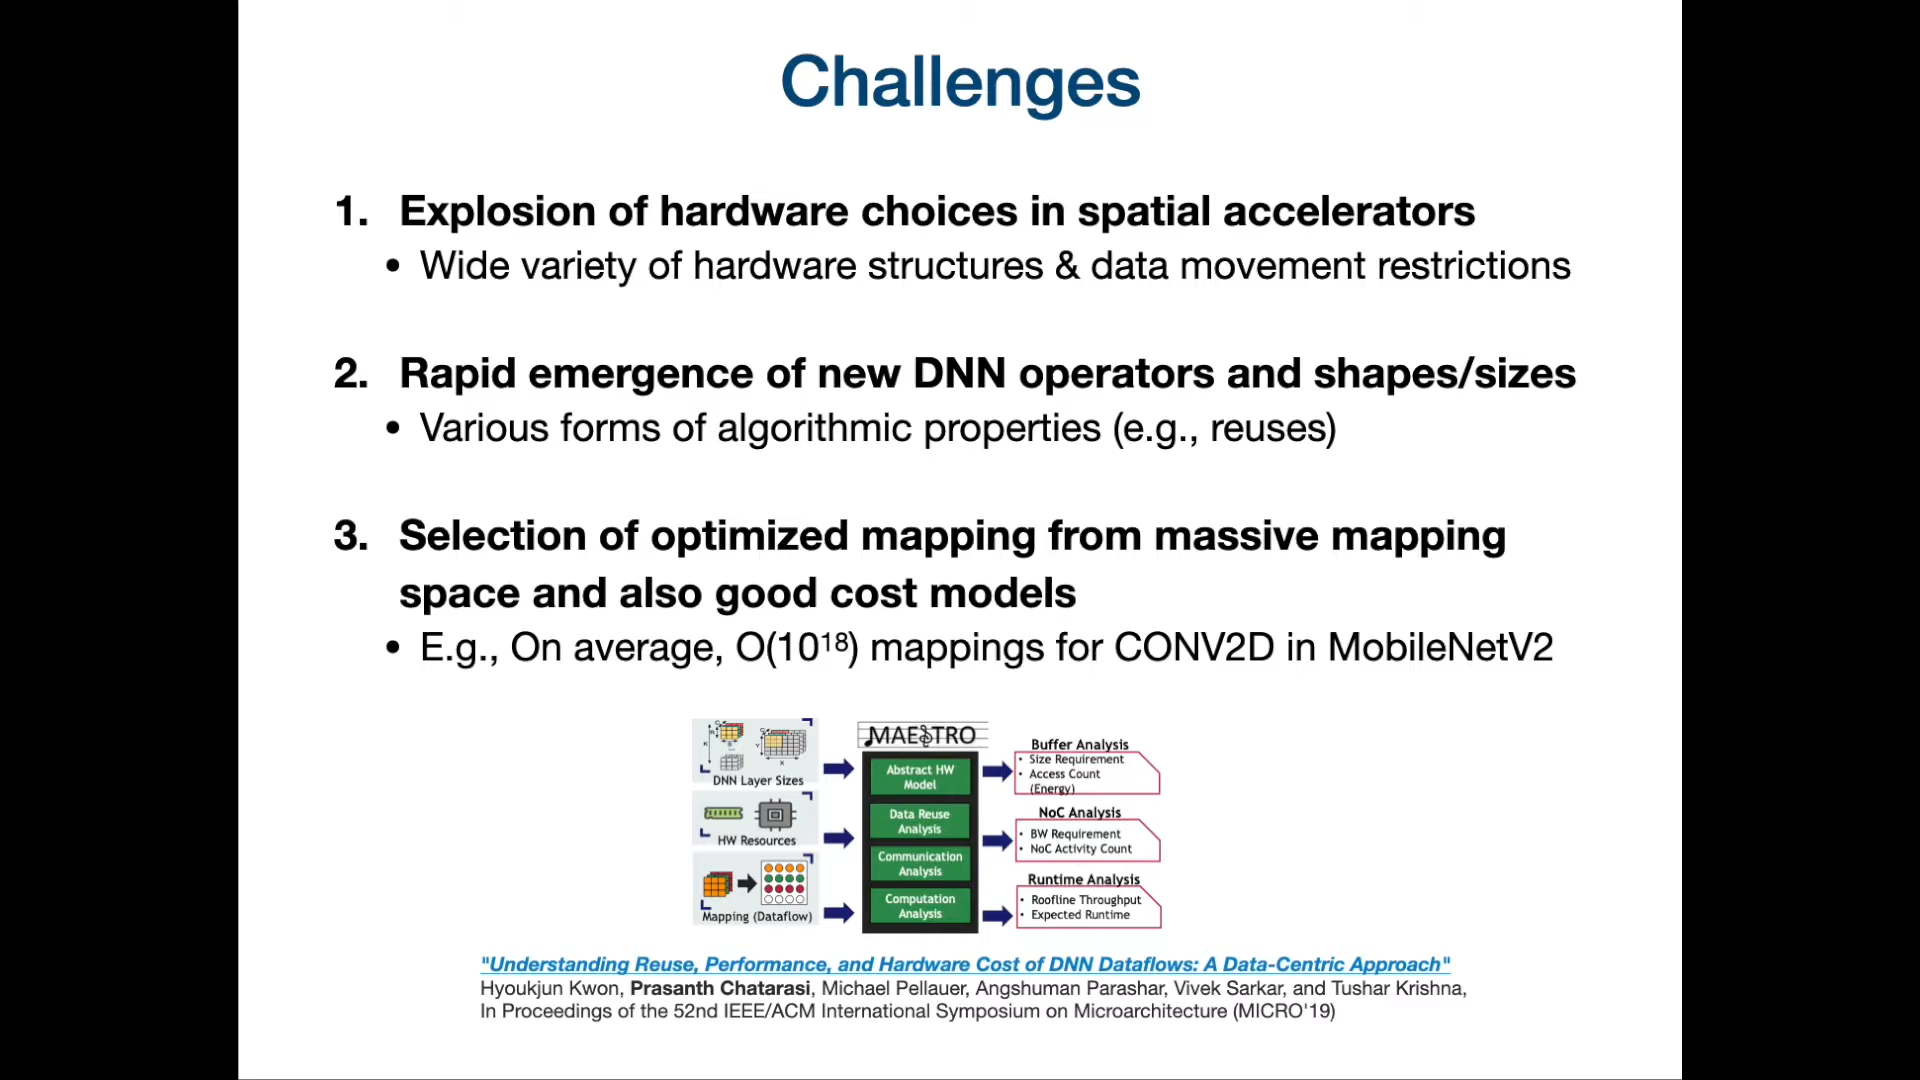 Challenges
1. Explosion of hardware choices in spatial accelerators
• Wide variety of hardware structures & data movement restrictions
2. Rapid emergence of new DNN operators and shapes/sizes
• Various forms of algorithmic properties (e.g., reuses)
3. Selection of optimized mapping from massive mapping
space and also good cost models
• E.g., On average, O(10¹⁸) mappings for CONV2D in MobileNetV2
DNN Layer Sizes
HW Resources
Mapping (Dataflow)
MAESTRO
Abstract HW
Model
Data Reuse
Analysis
Communication
Analysis
Computation
Analysis
Buffer Analysis
• Size Requirement
• Access Count
(Energy)
NoC Analysis
• BW Requirement
• NoC Activity Count
Runtime Analysis
• Roofline Throughput
• Expected Runtime
"Understanding Reuse, Performance, and Hardware Cost of DNN Dataflows: A Data-Centric Approach"
Hyoukjun Kwon, Prasanth Chatarasi, Michael Pellauer, Angshuman Parashar, Vivek Sarkar, and Tushar Krishna,
In Proceedings of the 52nd IEEE/ACM International Symposium on Microarchitecture (MICRO'19)